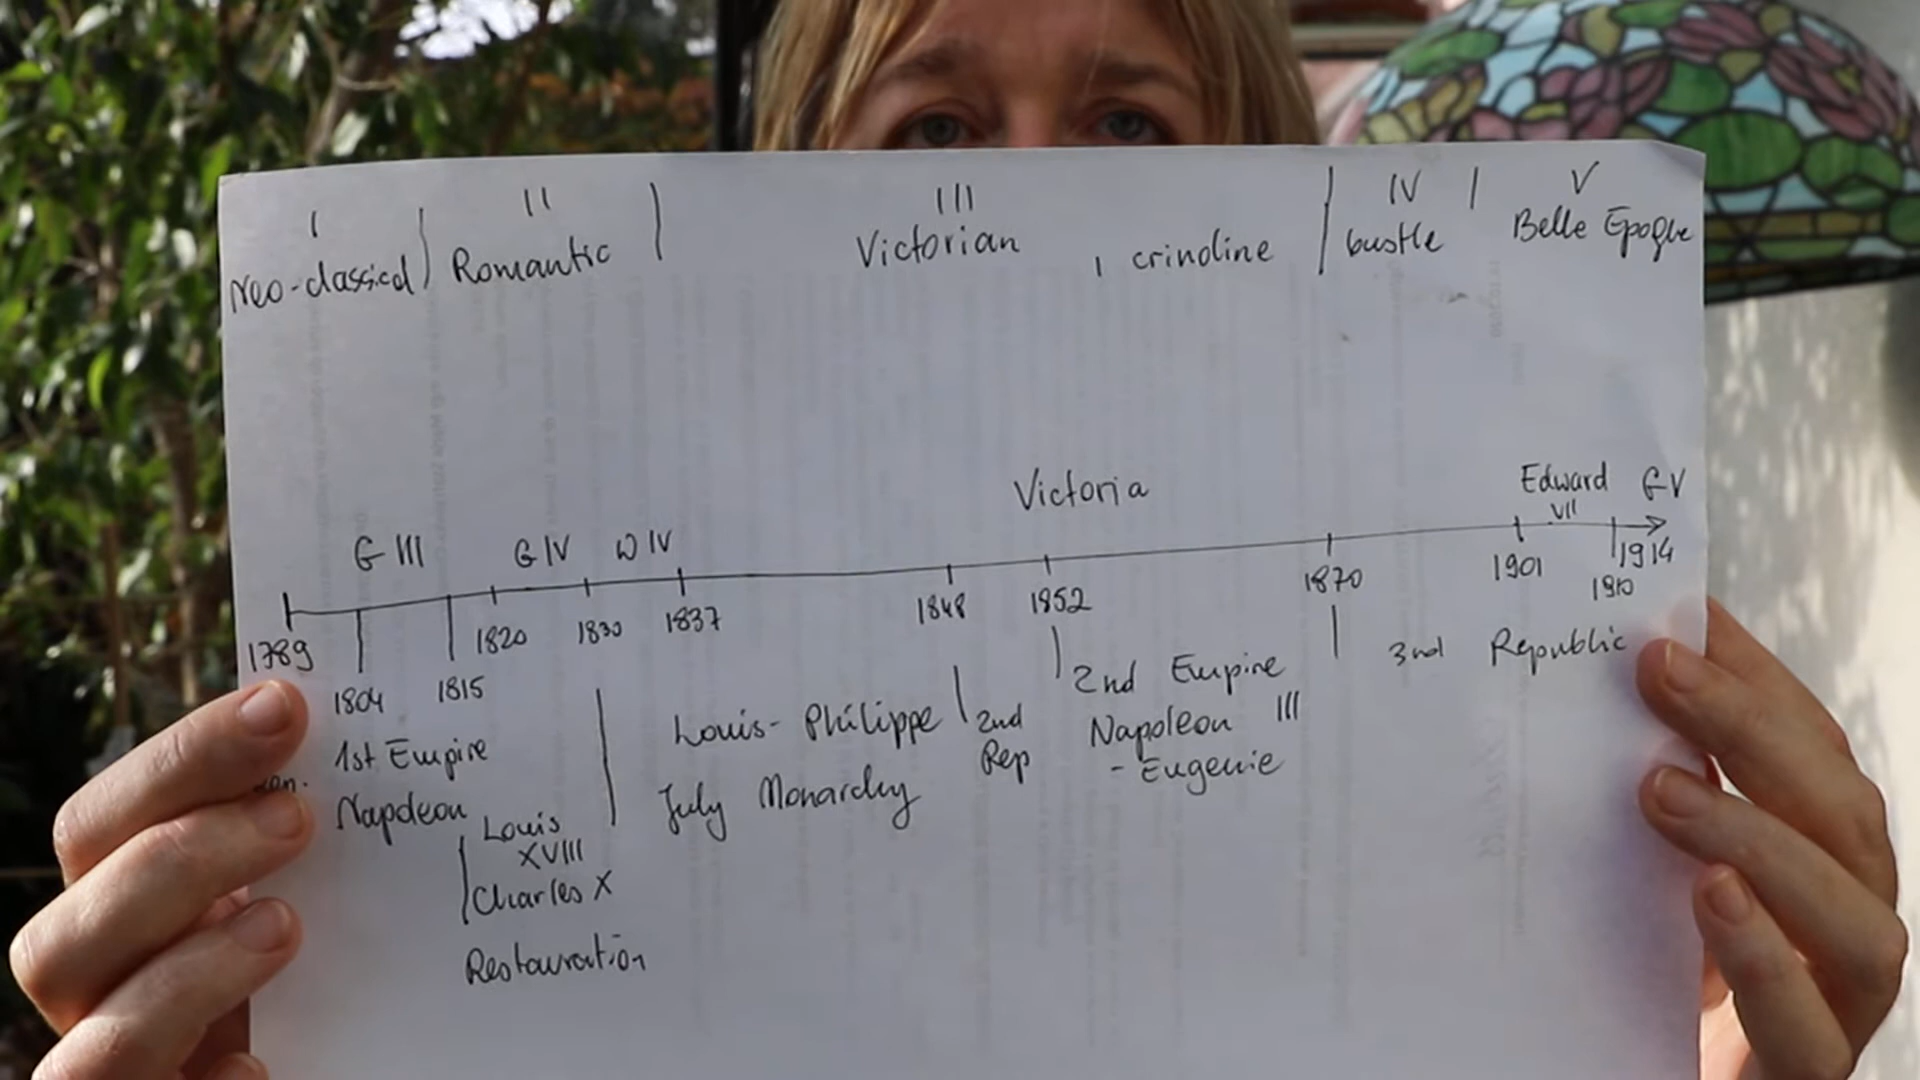 I II III IV V
Neo-classical Romantic Victorian crinoline bustle Belle Epoque
Victoria Edward VII G V
G III G IV W IV
1789 1804 1815 1820 1830 1837 1848 1852 1870 1901 1910 1914
1st Empire
Napoleon
Louis
XVIII
Charles X
Restauration
Louis-Philippe
July Monarchy
2nd
Rep
2nd Empire
Napoleon III
- Eugenie
3nd Republic